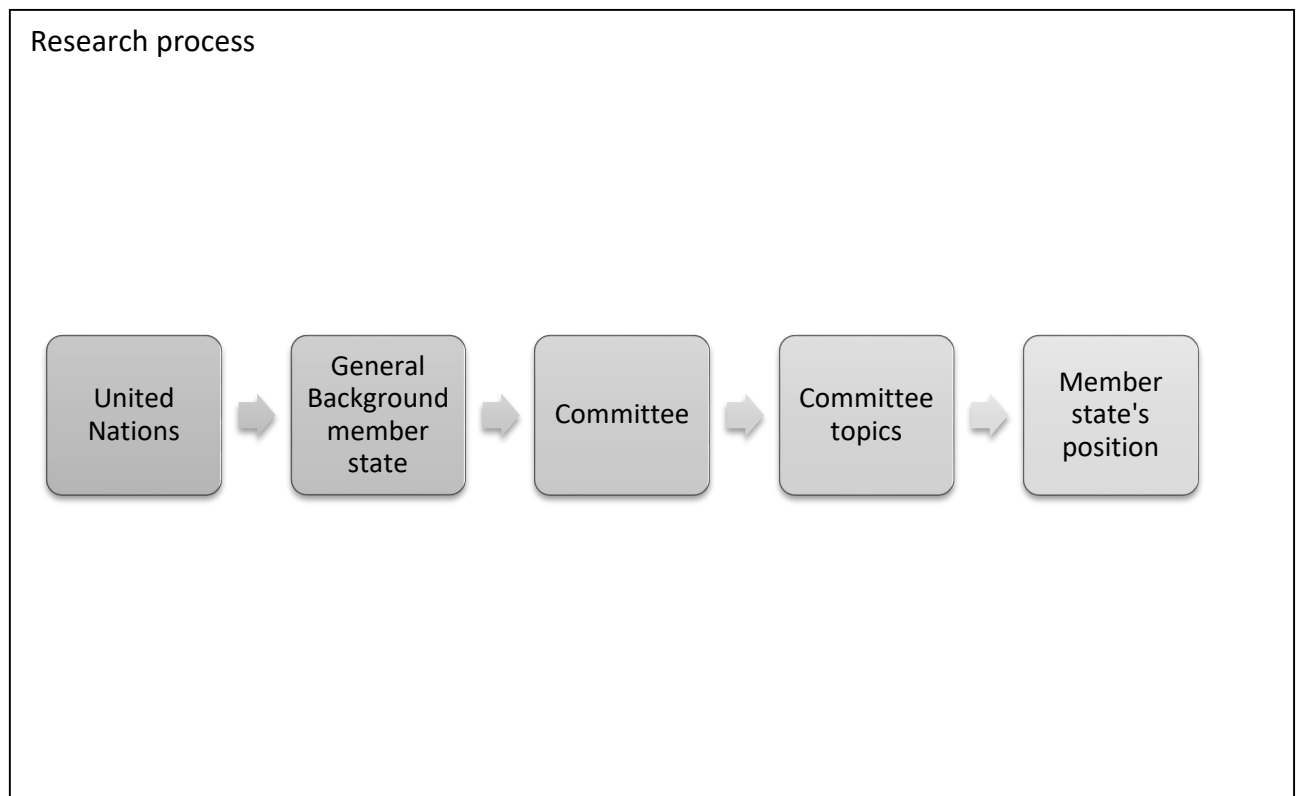 Research process
United
Nations
General
Background
member
state
Committee
Committee
topics
Member
state's
position